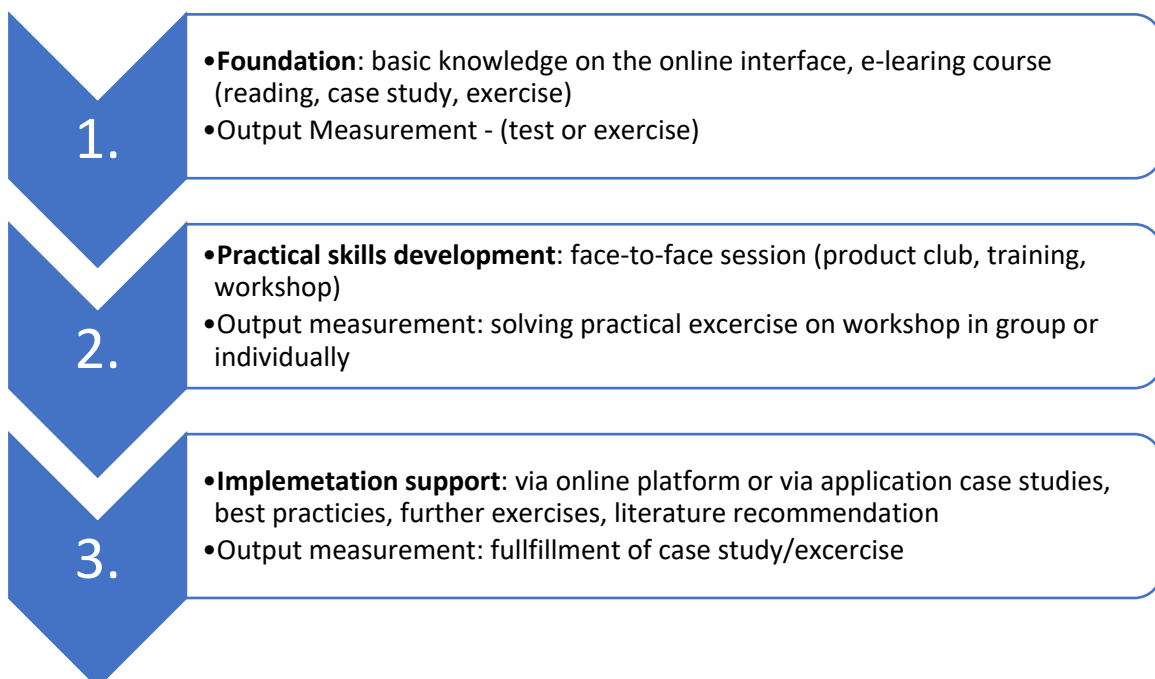 1.
•Foundation: basic knowledge on the online interface, e-learing course
(reading, case study, exercise)
•Output Measurement - (test or exercise)
2.
•Practical skills development: face-to-face session (product club, training,
workshop)
•Output measurement: solving practical excercise on workshop in group or
individually
3.
•Implemetation support: via online platform or via application case studies,
best practicies, further exercises, literature recommendation
•Output measurement: fullfillment of case study/excercise